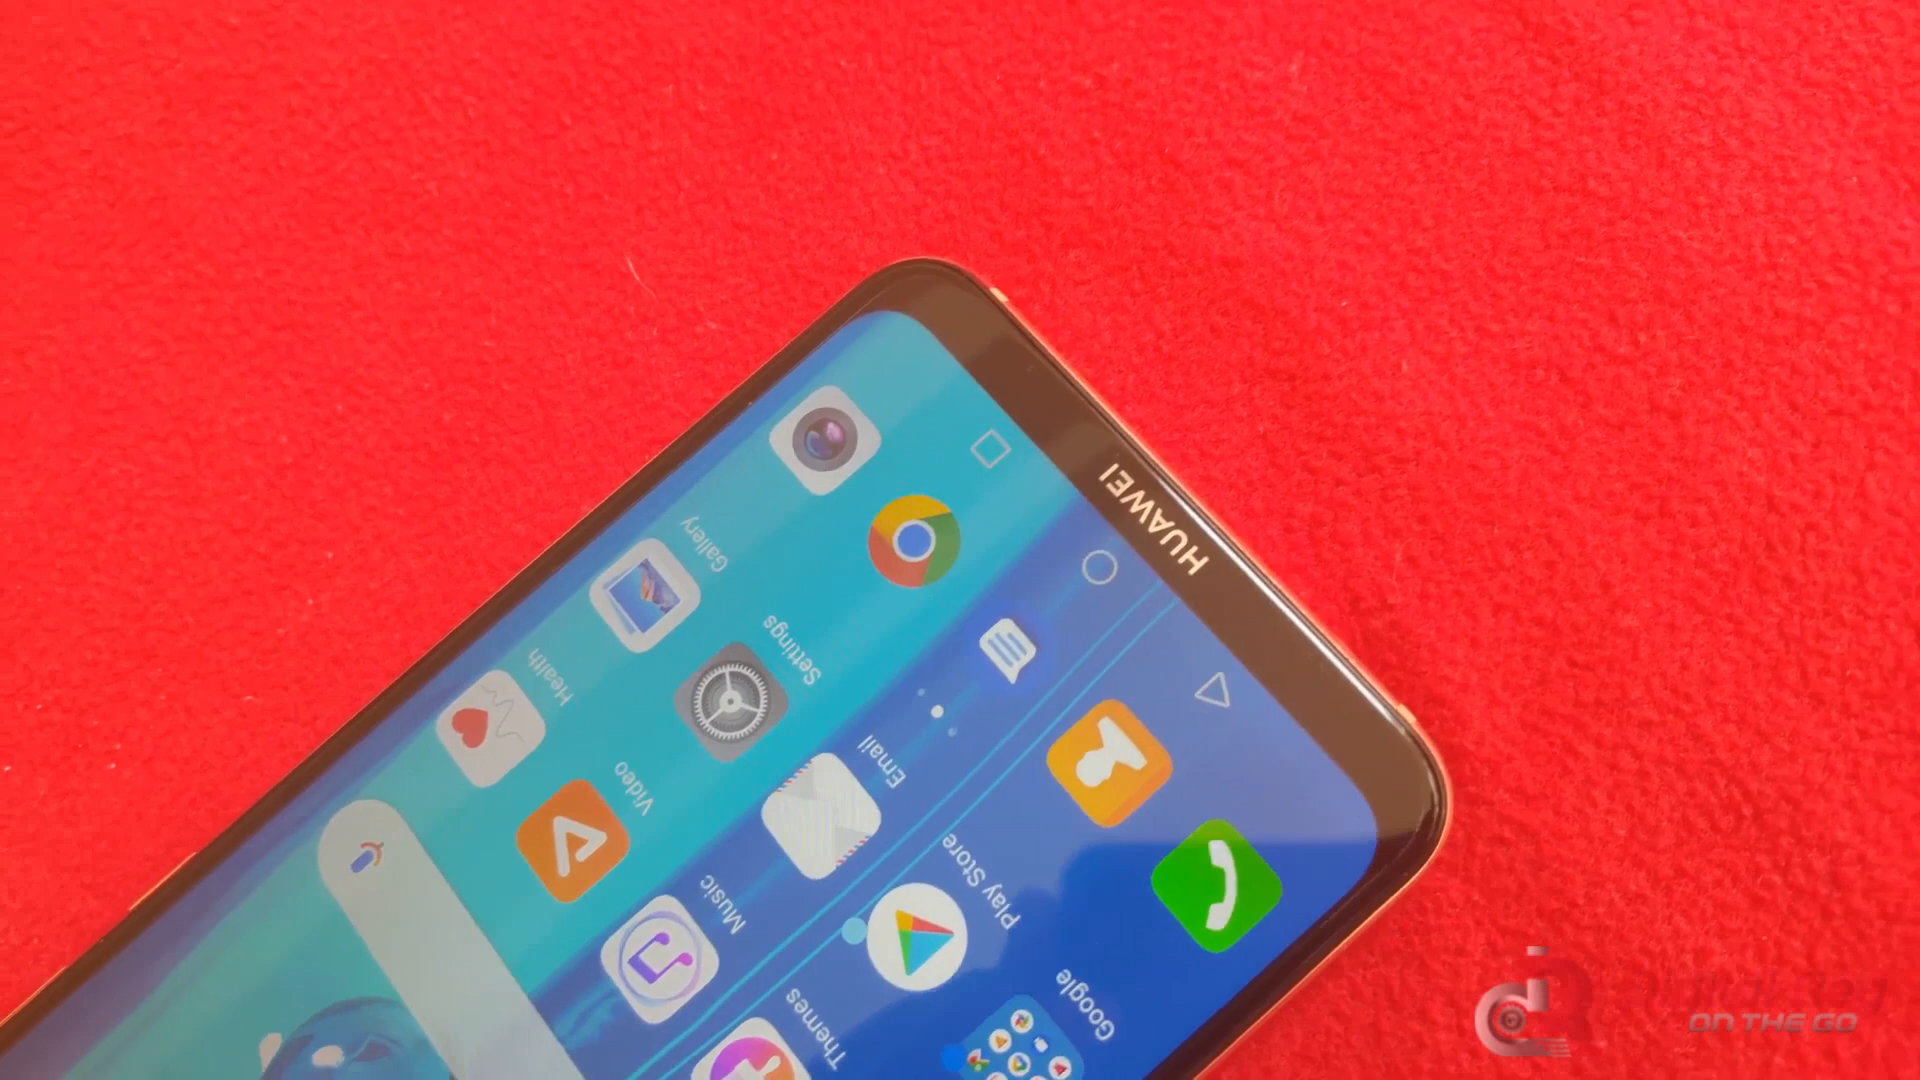 HUAWEI
Gallery
Settings
Health
Email
Video
Play Store
Music
Google
Themes
ON THE GO